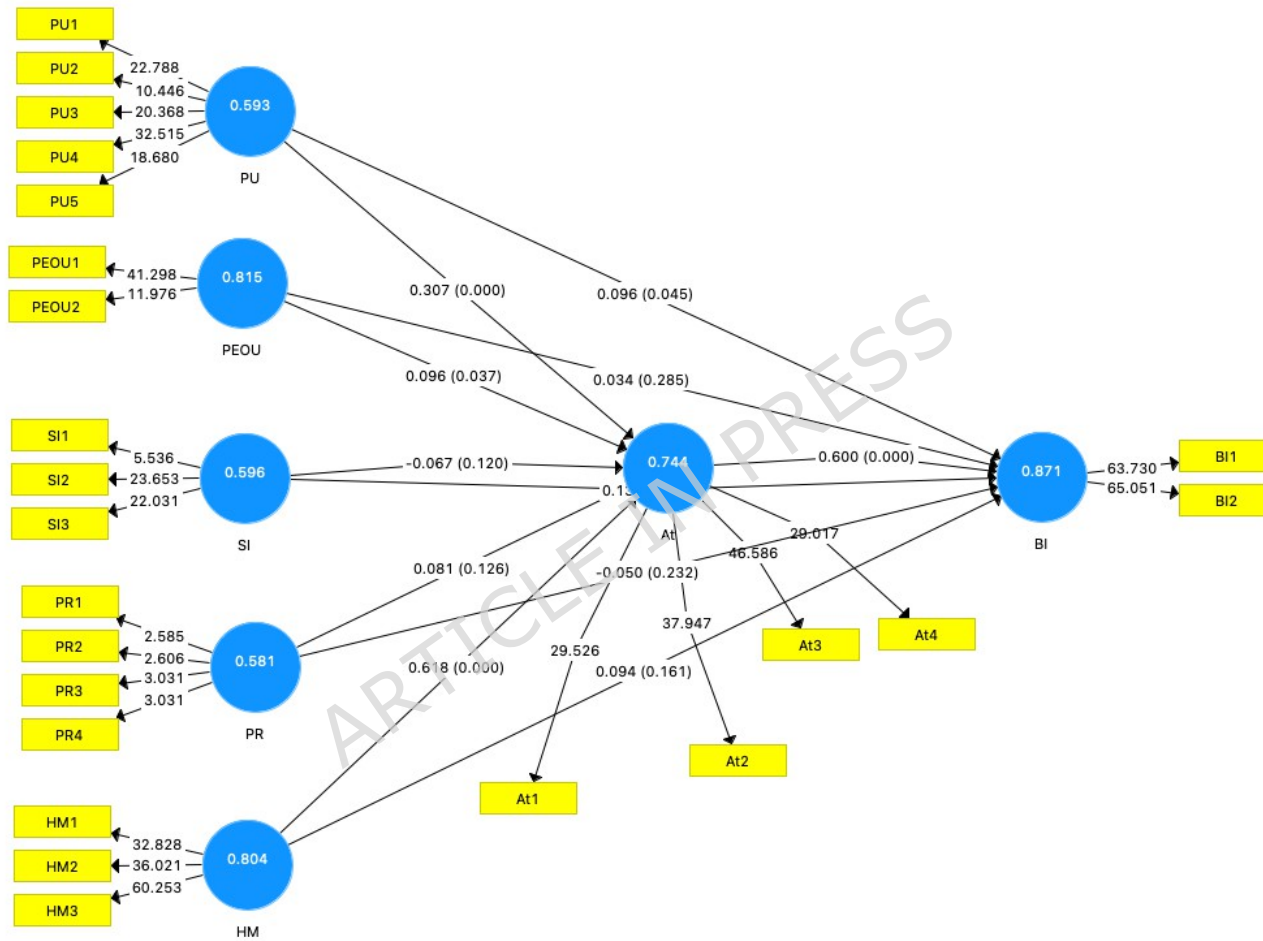 PU1
PU2
PU3
PU4
PU5
22.788
10.446
20.368
32.515
18.680
0.593
PU
PEOU1
PEOU2
41.298
11.976
0.815
PEOU
0.307 (0.000)
0.096 (0.045)
0.096 (0.037)
0.034 (0.285)
SI1
SI2
SI3
5.536
23.653
22.031
0.596
SI
-0.067 (0.120)
0.744
At
0.600 (0.000)
0.871
BI
63.730
65.051
BI1
BI2
PR1
PR2
PR3
PR4
2.585
2.606
3.031
3.031
0.581
PR
0.081 (0.126)
-0.050 (0.232)
46.586
29.017
37.947
29.526
At3
At4
At2
At1
0.618 (0.000)
0.094 (0.161)
HM1
HM2
HM3
32.828
36.021
60.253
0.804
HM
ARTICLE IN PRESS